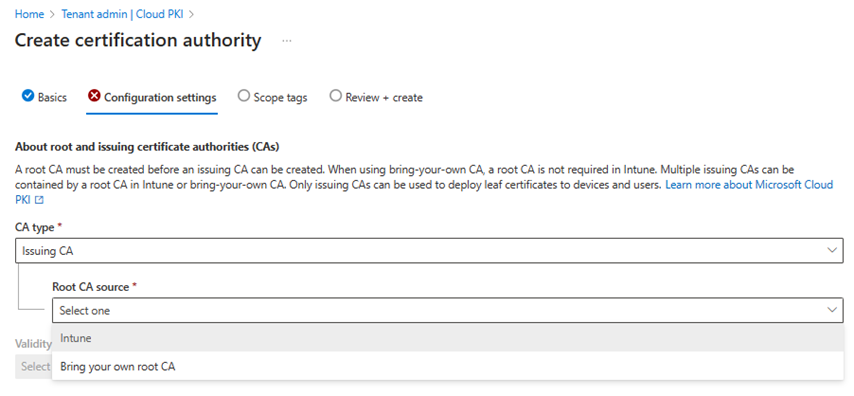 Home > Tenant admin | Cloud PKI >
Create certification authority ...
Basics Configuration settings Scope tags Review + create
About root and issuing certificate authorities (CAs)
A root CA must be created before an issuing CA can be created. When using bring-your-own CA, a root CA is not required in Intune. Multiple issuing CAs can be
contained by a root CA in Intune or bring-your-own CA. Only issuing CAs can be used to deploy leaf certificates to devices and users. Learn more about Microsoft Cloud
PKI
CA type *
Issuing CA
Root CA source *
Select one
Intune
Validity
Bring your own root CA
Select